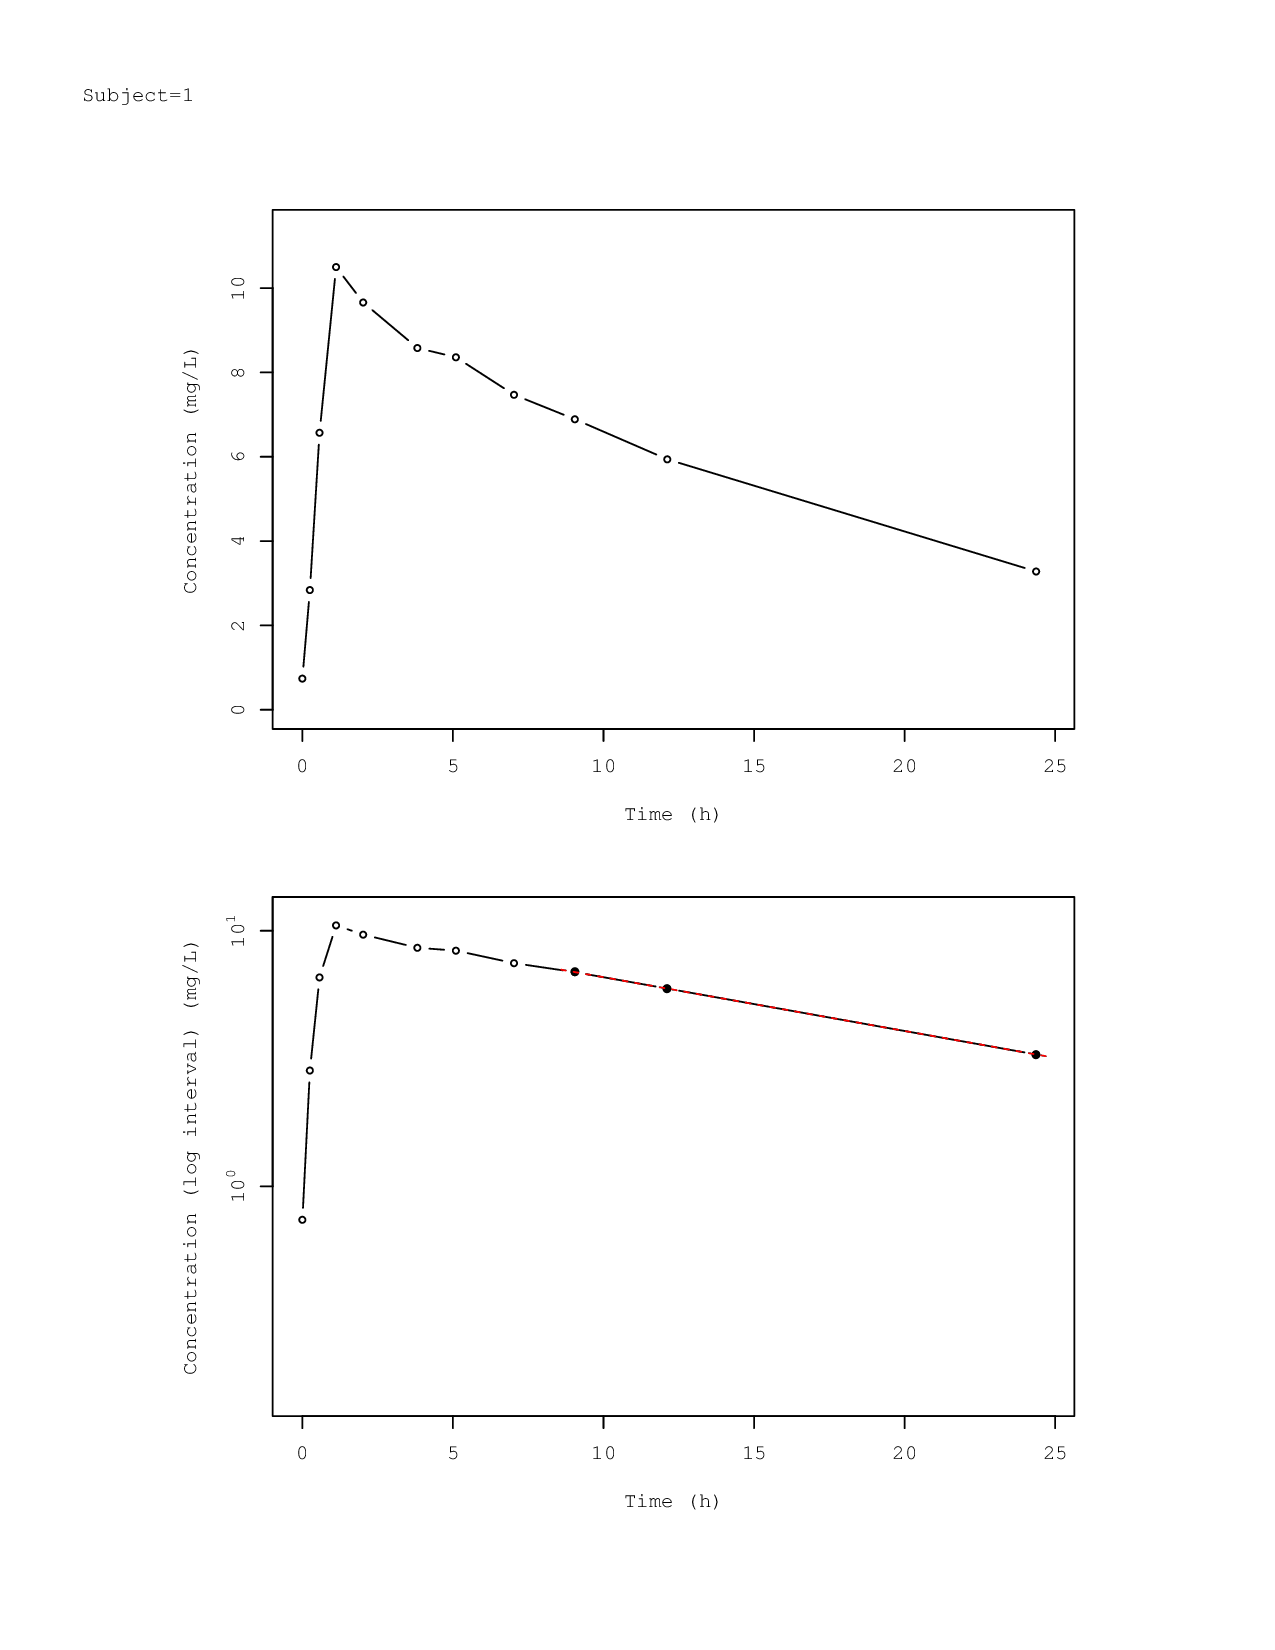 Subject=1
Concentration (mg/L)
10
8
6
4
2
0
0 5 10 15 20 25
Time (h)
Concentration (log interval) (mg/L)
10^1
10^0
0 5 10 15 20 25
Time (h)